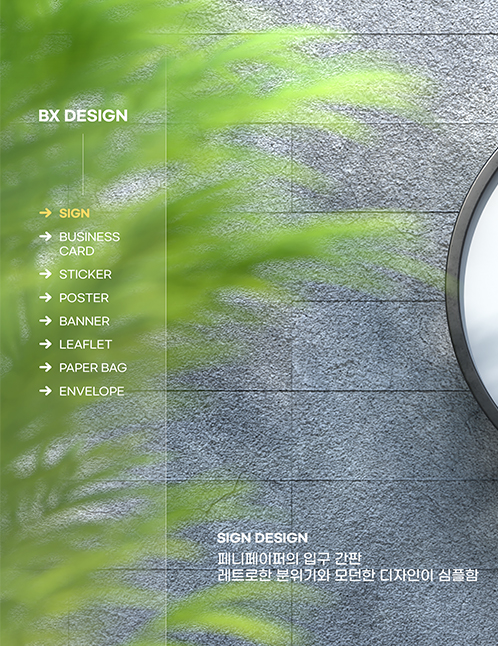 BX DESIGN
→ SIGN
→ BUSINESS
CARD
→ STICKER
→ POSTER
→ BANNER
→ LEAFLET
→ PAPER BAG
→ ENVELOPE
SIGN DESIGN
페니페이퍼의 입구 간판
레트로한 분위기와 모던한 디자인이 심플함